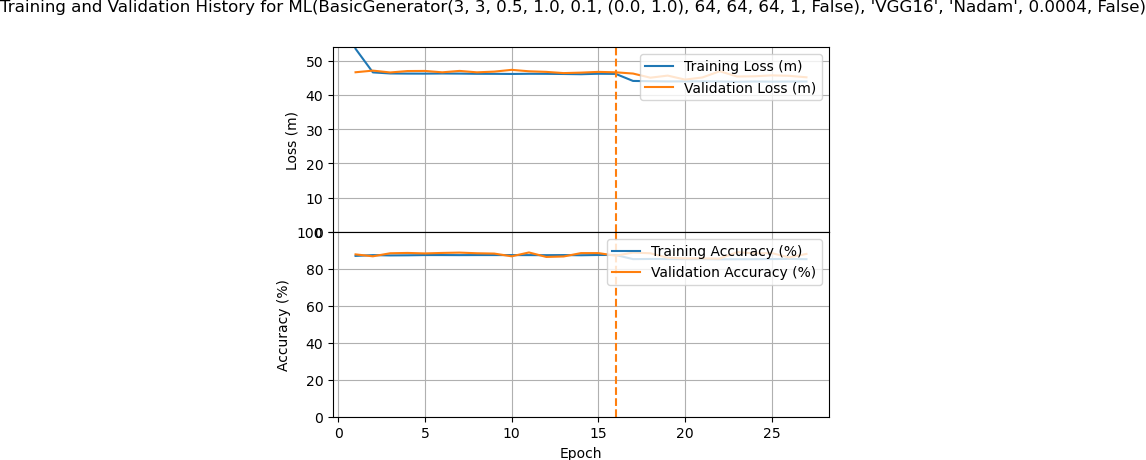 Training and Validation History for ML(BasicGenerator(3, 3, 0.5, 1.0, 0.1, (0.0, 1.0), 64, 64, 64, 1, False), 'VGG16', 'Nadam', 0.0004, False)
50
40
30
20
10
0
Loss (m)
Training Loss (m)
Validation Loss (m)
100
80
60
40
20
0
Accuracy (%)
Training Accuracy (%)
Validation Accuracy (%)
0 5 10 15 20 25
Epoch